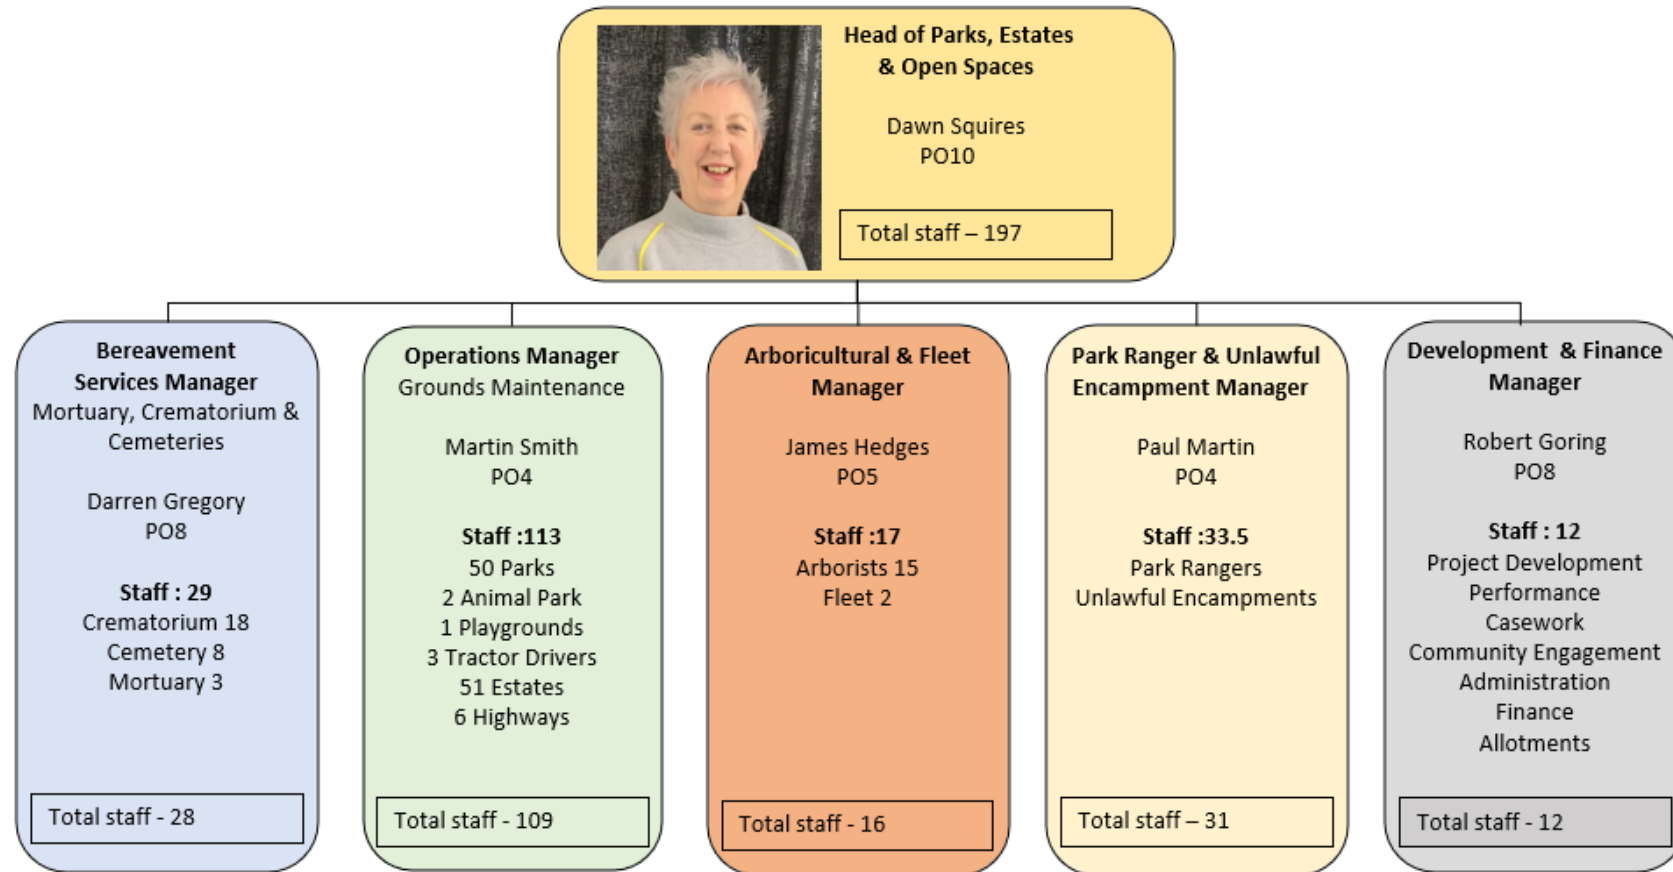 Head of Parks, Estates
& Open Spaces
Dawn Squires
PO10
Total staff – 197
Bereavement
Services Manager
Mortuary, Crematorium &
Cemeteries
Darren Gregory
PO8
Staff : 29
Crematorium 18
Cemetery 8
Mortuary 3
Total staff - 28
Operations Manager
Grounds Maintenance
Martin Smith
PO4
Staff :113
50 Parks
2 Animal Park
1 Playgrounds
3 Tractor Drivers
51 Estates
6 Highways
Total staff - 109
Arboricultural & Fleet
Manager
James Hedges
PO5
Staff :17
Arborists 15
Fleet 2
Total staff - 16
Park Ranger & Unlawful
Encampment Manager
Paul Martin
PO4
Staff :33.5
Park Rangers
Unlawful Encampments
Total staff – 31
Development & Finance
Manager
Robert Goring
PO8
Staff : 12
Project Development
Performance
Casework
Community Engagement
Administration
Finance
Allotments
Total staff - 12